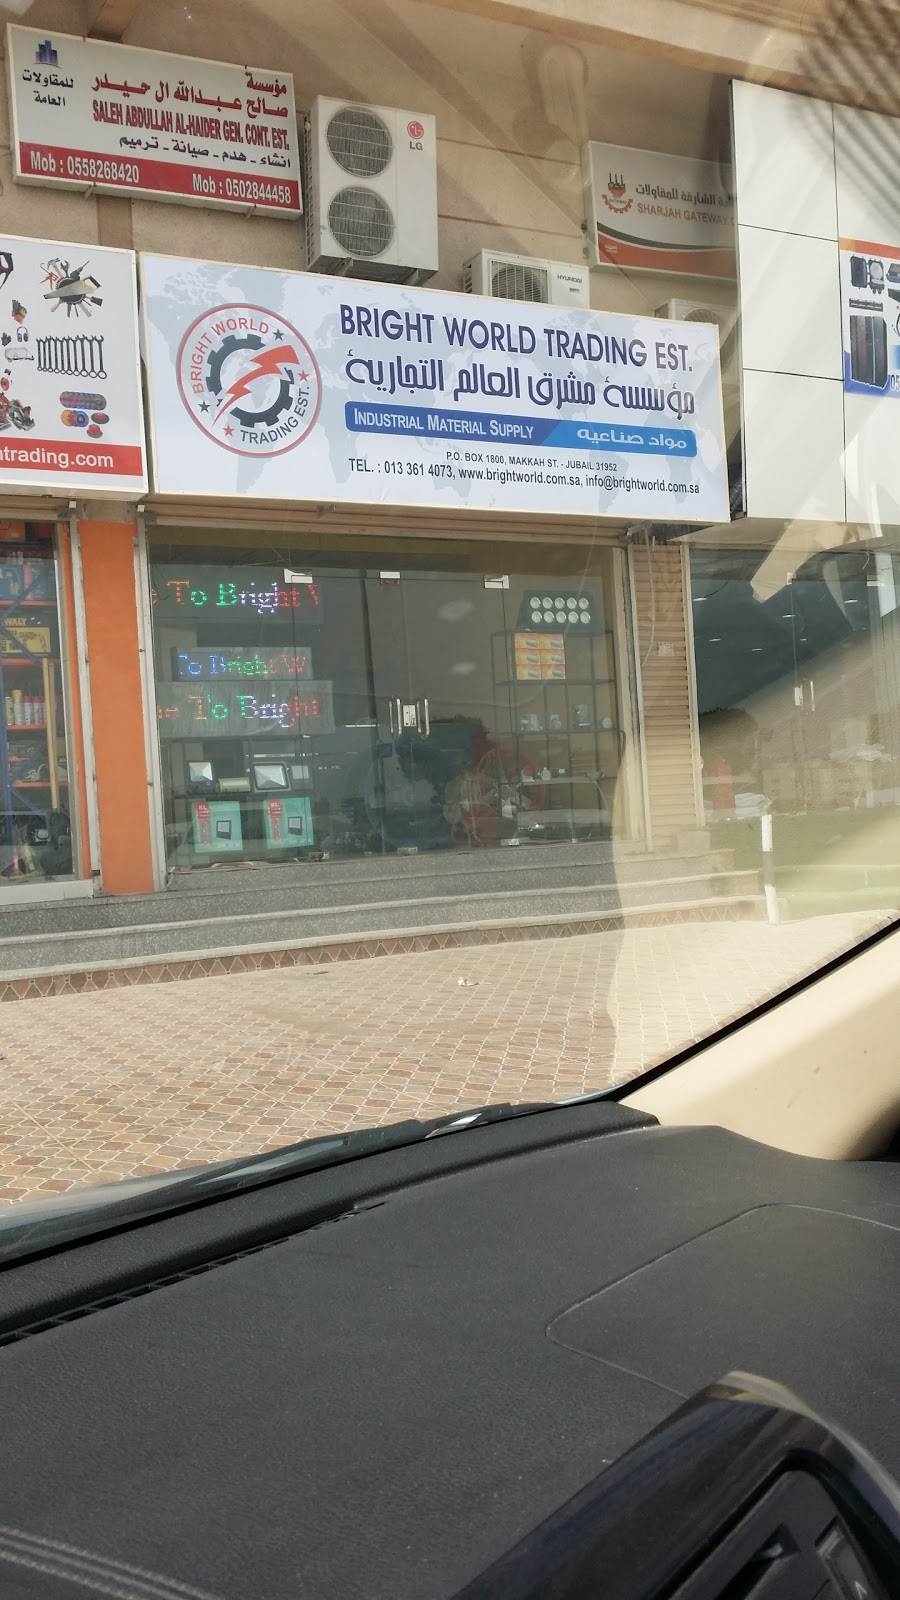 مؤسسة
صالح عبدالله ال حيدر
للمقاولات
العامة
SALEH ABDULLAH AL-HAIDER GEN. CONT. EST.
انشاء - هدم - صيانة - ترميم
Mob : 0558268420
Mob : 0502844458
LG
HYUNDAI
الشارقة للمقاولات
SHARJAH GATEWAY
ntrading.com
BRIGHT WORLD
TRADING EST.
BRIGHT WORLD TRADING EST.
مؤسسة مشرق العالم التجارية
INDUSTRIAL MATERIAL SUPPLY
مواد صناعيه
P.O. BOX 1800, MAKKAH ST. - JUBAIL 31952
TEL. : 013 361 4073, www.brightworld.com.sa, info@brightworld.com.sa
To Bright
To Bright W
To Bright